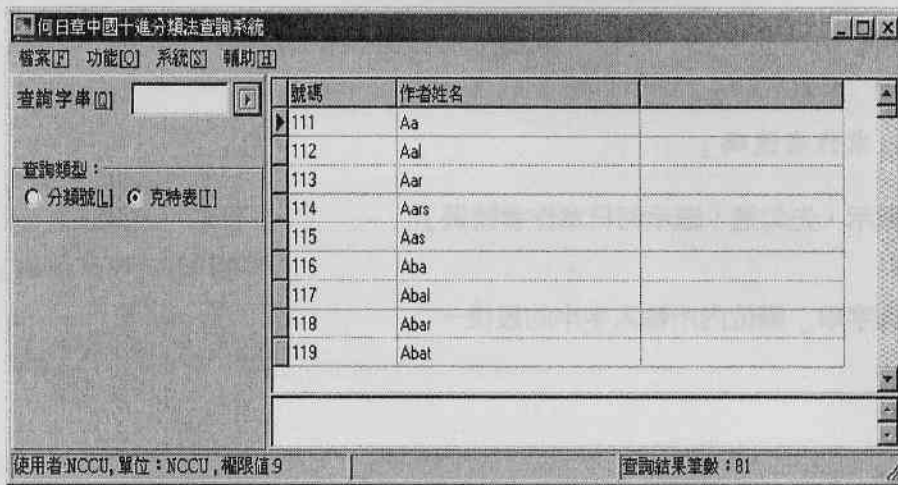 何日章中國十進分類法查詢系統
檔案[F] 功能[O] 系統[S] 輔助[H]
查詢字串[Q]
查詢類型：
分類號[L] 克特表[T]
號碼 作者姓名
111 Aa
112 Aal
113 Aar
114 Aars
115 Aas
116 Aba
117 Abal
118 Abar
119 Abat
使用者:NCCU, 單位：NCCU , 權限值:9 查詢結果筆數：81